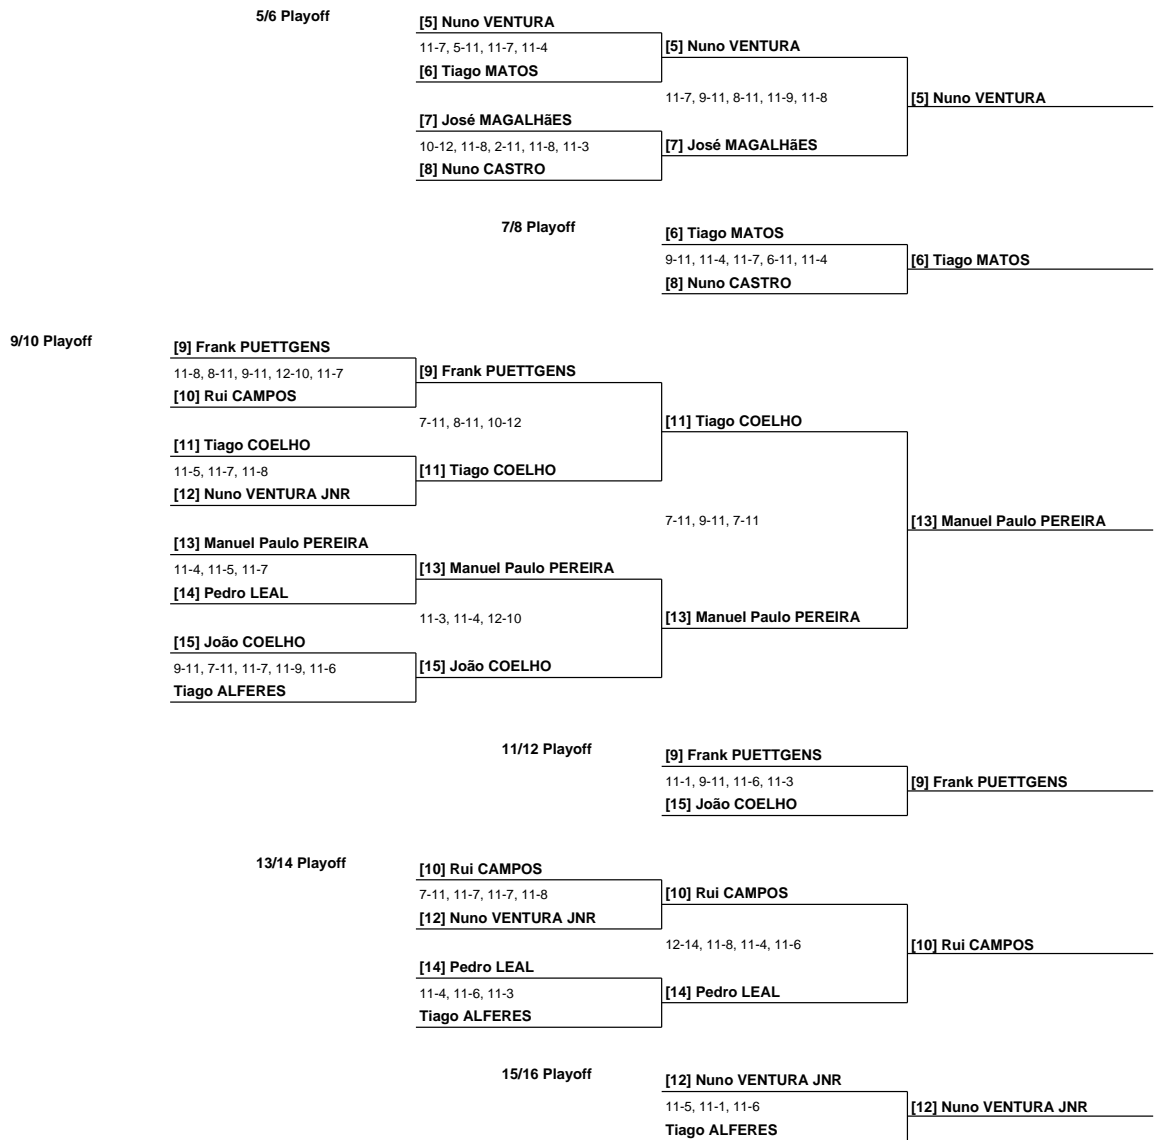 5/6 Playoff
[5] Nuno VENTURA
11-7, 5-11, 11-7, 11-4
[5] Nuno VENTURA
[6] Tiago MATOS
11-7, 9-11, 8-11, 11-9, 11-8
[5] Nuno VENTURA
[7] José MAGALHãES
10-12, 11-8, 2-11, 11-8, 11-3
[7] José MAGALHãES
[8] Nuno CASTRO
7/8 Playoff
[6] Tiago MATOS
9-11, 11-4, 11-7, 6-11, 11-4
[6] Tiago MATOS
[8] Nuno CASTRO
9/10 Playoff
[9] Frank PUETTGENS
11-8, 8-11, 9-11, 12-10, 11-7
[9] Frank PUETTGENS
[10] Rui CAMPOS
7-11, 8-11, 10-12
[11] Tiago COELHO
[11] Tiago COELHO
11-5, 11-7, 11-8
[11] Tiago COELHO
[12] Nuno VENTURA JNR
7-11, 9-11, 7-11
[13] Manuel Paulo PEREIRA
[13] Manuel Paulo PEREIRA
11-4, 11-5, 11-7
[13] Manuel Paulo PEREIRA
[14] Pedro LEAL
11-3, 11-4, 12-10
[13] Manuel Paulo PEREIRA
[15] João COELHO
9-11, 7-11, 11-7, 11-9, 11-6
[15] João COELHO
Tiago ALFERES
11/12 Playoff
[9] Frank PUETTGENS
11-1, 9-11, 11-6, 11-3
[9] Frank PUETTGENS
[15] João COELHO
13/14 Playoff
[10] Rui CAMPOS
7-11, 11-7, 11-7, 11-8
[10] Rui CAMPOS
[12] Nuno VENTURA JNR
12-14, 11-8, 11-4, 11-6
[10] Rui CAMPOS
[14] Pedro LEAL
11-4, 11-6, 11-3
[14] Pedro LEAL
Tiago ALFERES
15/16 Playoff
[12] Nuno VENTURA JNR
11-5, 11-1, 11-6
[12] Nuno VENTURA JNR
Tiago ALFERES